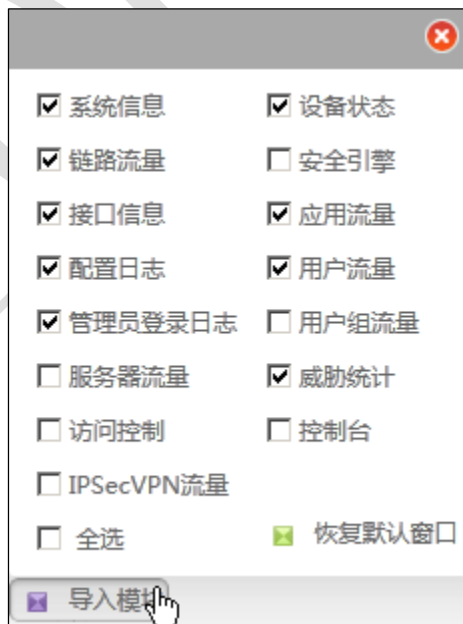 系统信息 设备状态
链路流量 安全引擎
接口信息 应用流量
配置日志 用户流量
管理员登录日志 用户组流量
服务器流量 威胁统计
访问控制 控制台
IPSecVPN流量
全选 恢复默认窗口
导入模块